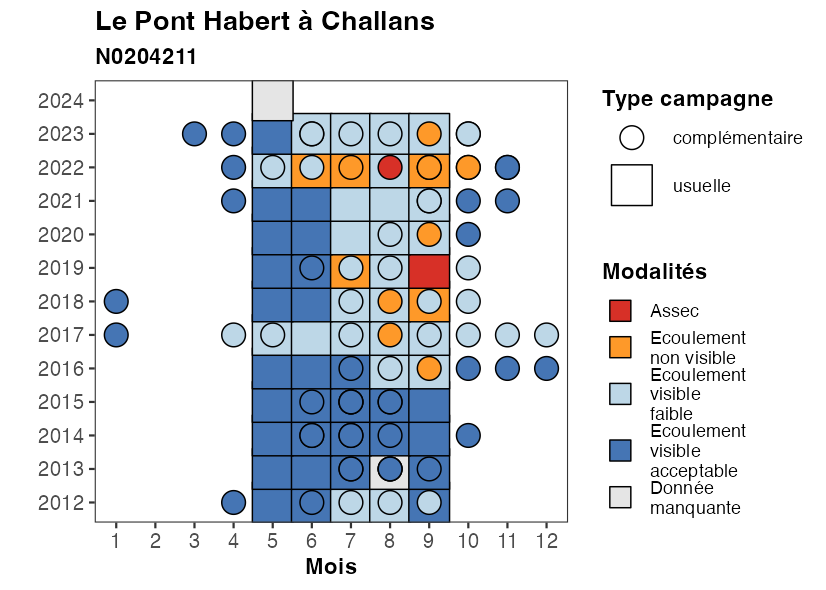 Le Pont Habert à Challans
N0204211
2024
2023
2022
2021
2020
2019
2018
2017
2016
2015
2014
2013
2012
1 2 3 4 5 6 7 8 9 10 11 12
Mois
Type campagne
complémentaire
usuelle
Modalités
Assec
Ecoulement
non visible
Ecoulement
visible
faible
Ecoulement
visible
acceptable
Donnée
manquante